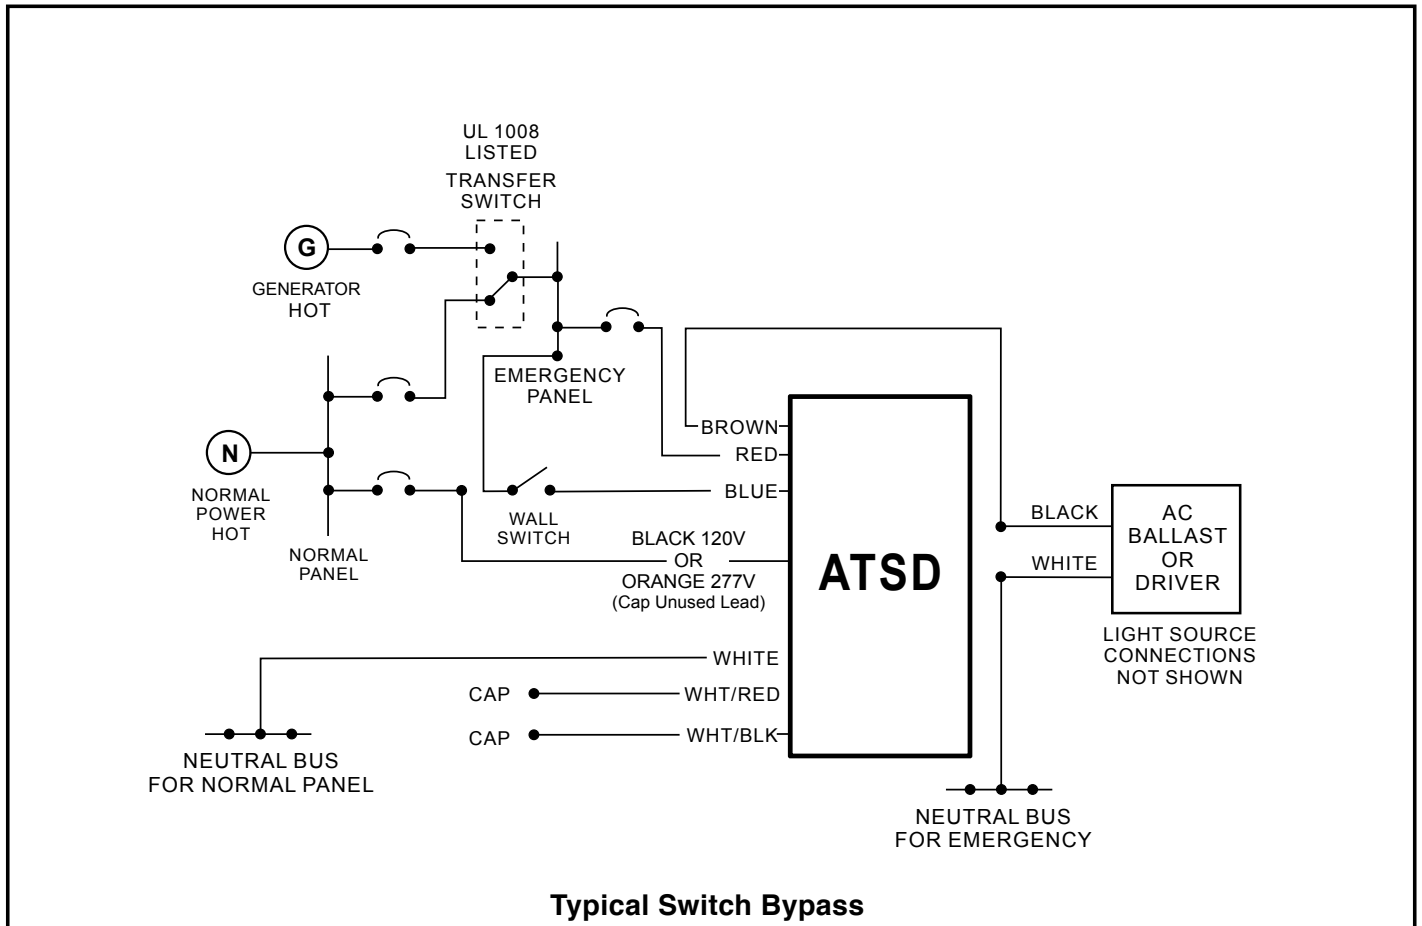 UL 1008
LISTED
TRANSFER
SWITCH
G
GENERATOR
HOT
EMERGENCY
PANEL
N
NORMAL
POWER
HOT
NORMAL
PANEL
WALL
SWITCH
BROWN
RED
BLUE
BLACK 120V
OR
ORANGE 277V
(Cap Unused Lead)
ATSD
BLACK
WHITE
AC
BALLAST
OR
DRIVER
LIGHT SOURCE
CONNECTIONS
NOT SHOWN
WHITE
CAP
WHT/RED
CAP
WHT/BLK
NEUTRAL BUS
FOR NORMAL PANEL
NEUTRAL BUS
FOR EMERGENCY
Typical Switch Bypass